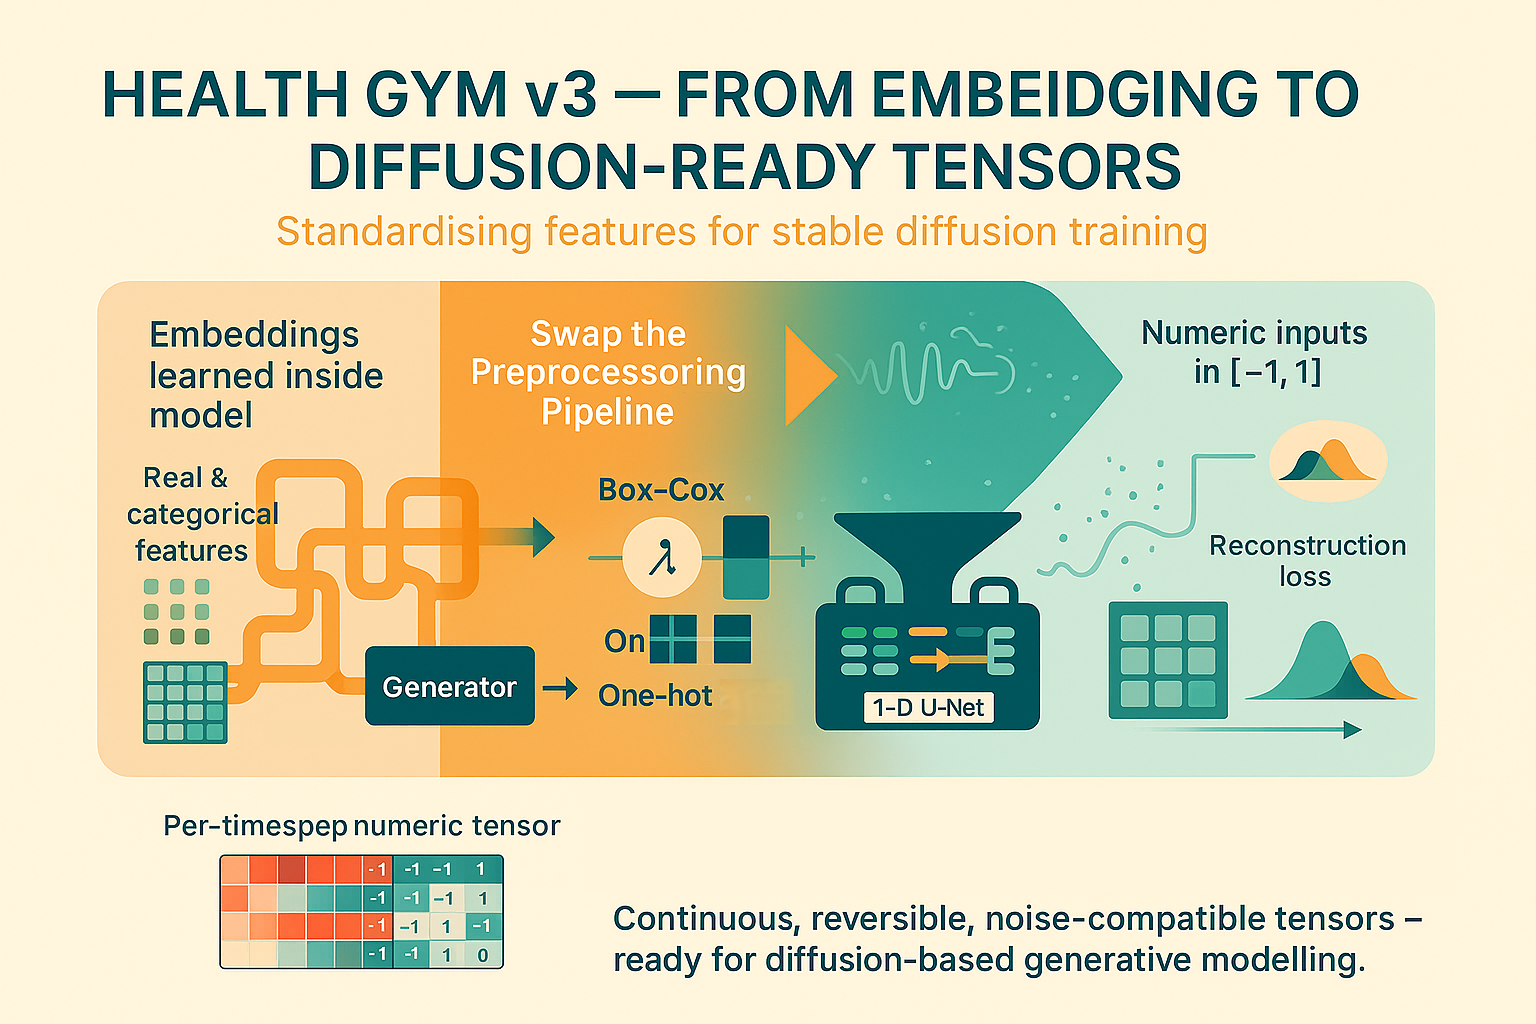 HEALTH GYM v3 — FROM EMBEIDGING TO
DIFFUSION-READY TENSORS
Standardising features for stable diffusion training
Embeddings
learned inside
model
Real &
categorical
features
Generator
Swap the
Preprocessoring
Pipeline
Box-Cox
λ
On
One-hot
1-D U-Net
Numeric inputs
in [−1, 1]
Reconstruction
loss
Per-timespep numeric tensor
-1 -1 -1 1
-1 -1 -1 1
-1 -1 1 -1
-1 -1 1 0
Continuous, reversible, noise-compatible tensors –
ready for diffusion-based generative modelling.